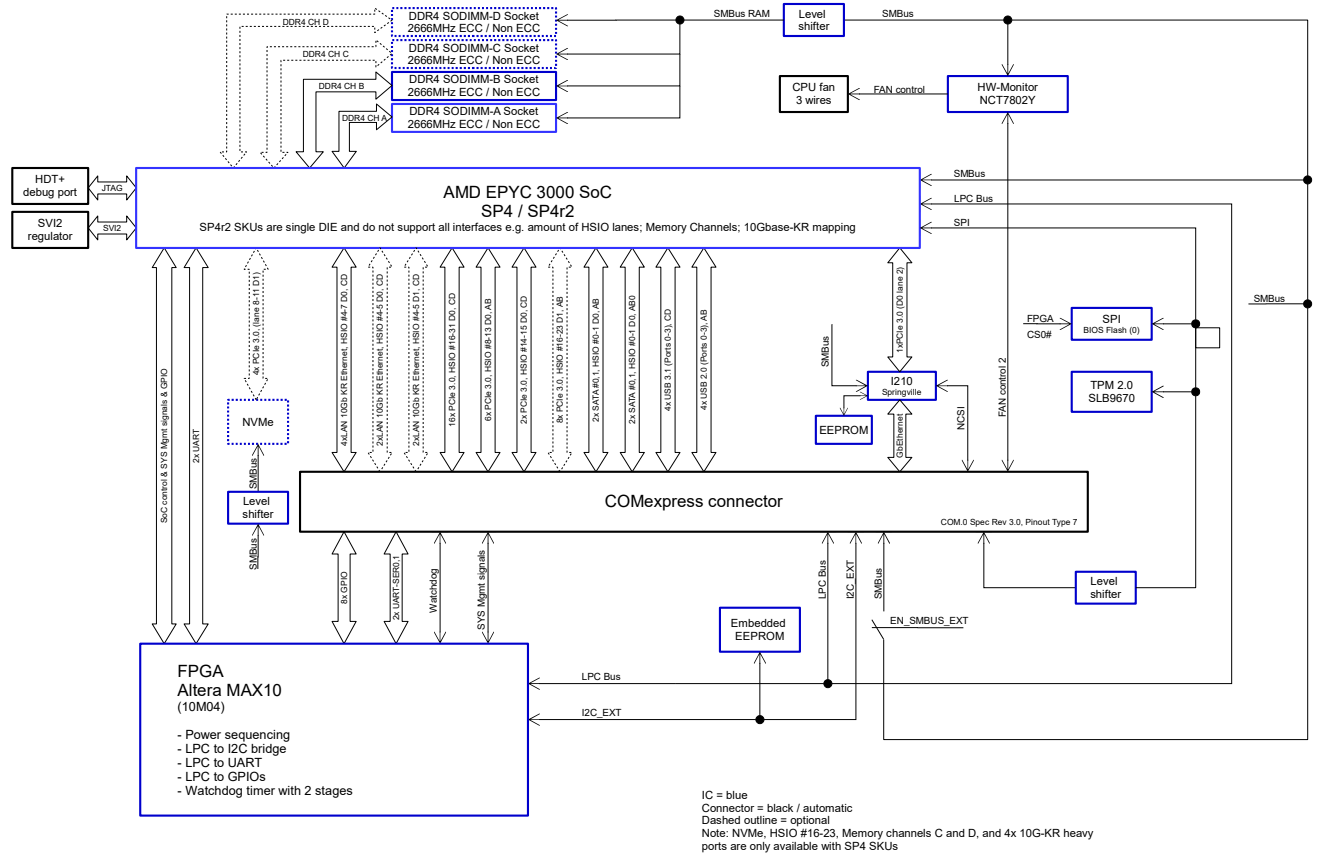 DDR4 CH D
DDR4 SODIMM-D Socket
2666MHz ECC / Non ECC
SMBus RAM
Level
shifter
SMBus
DDR4 CH C
DDR4 SODIMM-C Socket
2666MHz ECC / Non ECC
DDR4 CH B
DDR4 SODIMM-B Socket
2666MHz ECC / Non ECC
DDR4 CH A
DDR4 SODIMM-A Socket
2666MHz ECC / Non ECC
CPU fan
3 wires
FAN control
HW-Monitor
NCT7802Y
HDT+
debug port
JTAG
SVI2
regulator
SVI2
AMD EPYC 3000 SoC
SP4 / SP4r2
SP4r2 SKUs are single DIE and do not support all interfaces e.g. amount of HSIO lanes; Memory Channels; 10Gbase-KR mapping
SMBus
LPC Bus
SPI
SMBus
SoC control & SYS Mgmt signals & GPIO
2x UART
4x PCIe 3.0, (lane 8-11 D1)
NVMe
SMBus
Level
shifter
SMBus
4xLAN 10Gb KR Ethernet, HSIO #4-7 D0, CD
2xLAN 10Gb KR Ethernet, HSIO #4-5 D0, CD
2xLAN 10Gb KR Ethernet, HSIO #4-5 D1, CD
16x PCIe 3.0, HSIO #16-31 D0, CD
6x PCIe 3.0, HSIO #8-13 D0, AB
2x PCIe 3.0, HSIO #14-15 D0, CD
8x PCIe 3.0, HSIO #16-23 D1, AB
2x SATA #0,1, HSIO #0-1 D0, AB
2x SATA #0,1, HSIO #0-1 D0, AB0
4x USB 3.1 (Ports 0-3), CD
4x USB 2.0 (Ports 0-3), AB
1xPCIe 3.0 (D0 lane 2)
SMBus
I210
Springville
EEPROM
GbEthernet
NCSI
FAN control 2
FPGA
CS0#
SPI
BIOS Flash (0)
TPM 2.0
SLB9670
COMexpress connector
COM.0 Spec Rev 3.0, Pinout Type 7
8x GPIO
2x UART-SER0,1
Watchdog
SYS Mgmt signals
LPC Bus
I2C_EXT
SMBus
Level
shifter
EN_SMBUS_EXT
Embedded
EEPROM
LPC Bus
I2C_EXT
FPGA
Altera MAX10
(10M04)
- Power sequencing
- LPC to I2C bridge
- LPC to UART
- LPC to GPIOs
- Watchdog timer with 2 stages
IC = blue
Connector = black / automatic
Dashed outline = optional
Note: NVMe, HSIO #16-23, Memory channels C and D, and 4x 10G-KR heavy
ports are only available with SP4 SKUs